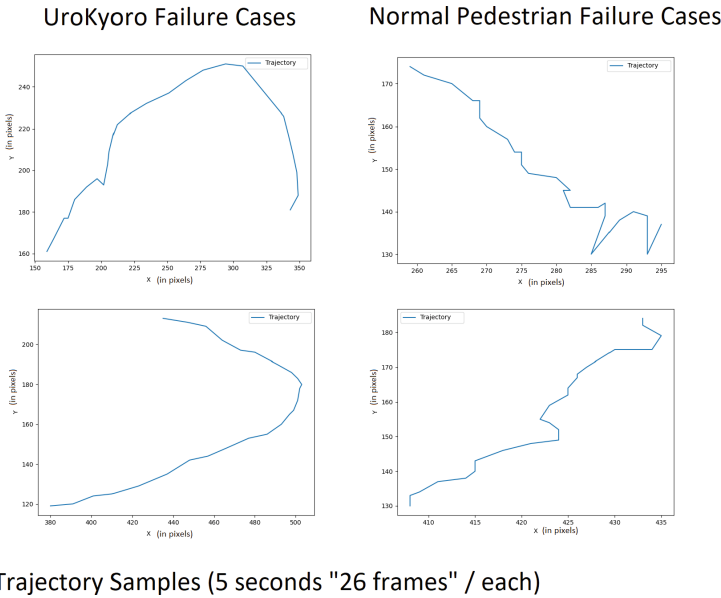 UroKyoro Failure Cases
Normal Pedestrian Failure Cases
Trajectory
Y (in pixels)
240
220
200
180
160
150 175 200 225 250 275 300 325 350
X (in pixels)
Trajectory
Y (in pixels)
170
160
150
140
130
260 265 270 275 280 285 290 295
X (in pixels)
Trajectory
Y (in pixels)
200
180
160
140
120
380 400 420 440 460 480 500
X (in pixels)
Trajectory
Y (in pixels)
180
170
160
150
140
130
410 415 420 425 430 435
X (in pixels)
Trajectory Samples (5 seconds "26 frames" / each)